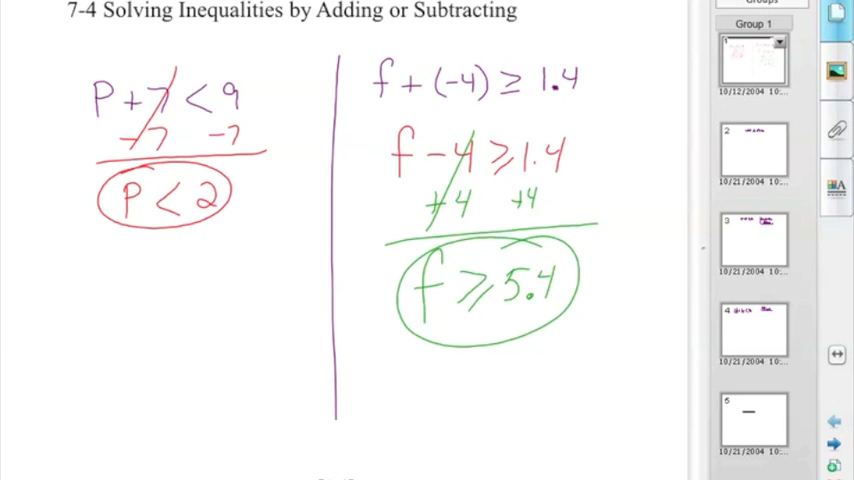 7-4 Solving Inequalities by Adding or Subtracting
P + 7 < 9
-7 -7
P < 2
f + (-4) ≥ 1.4
f - 4 ≥ 1.4
+4 +4
f ≥ 5.4
Group 1
1
10/12/2004 10:...
2
10/21/2004 10:...
3
10/21/2004 10:...
4
10/21/2004 10:...
5
10/21/2004 10:...